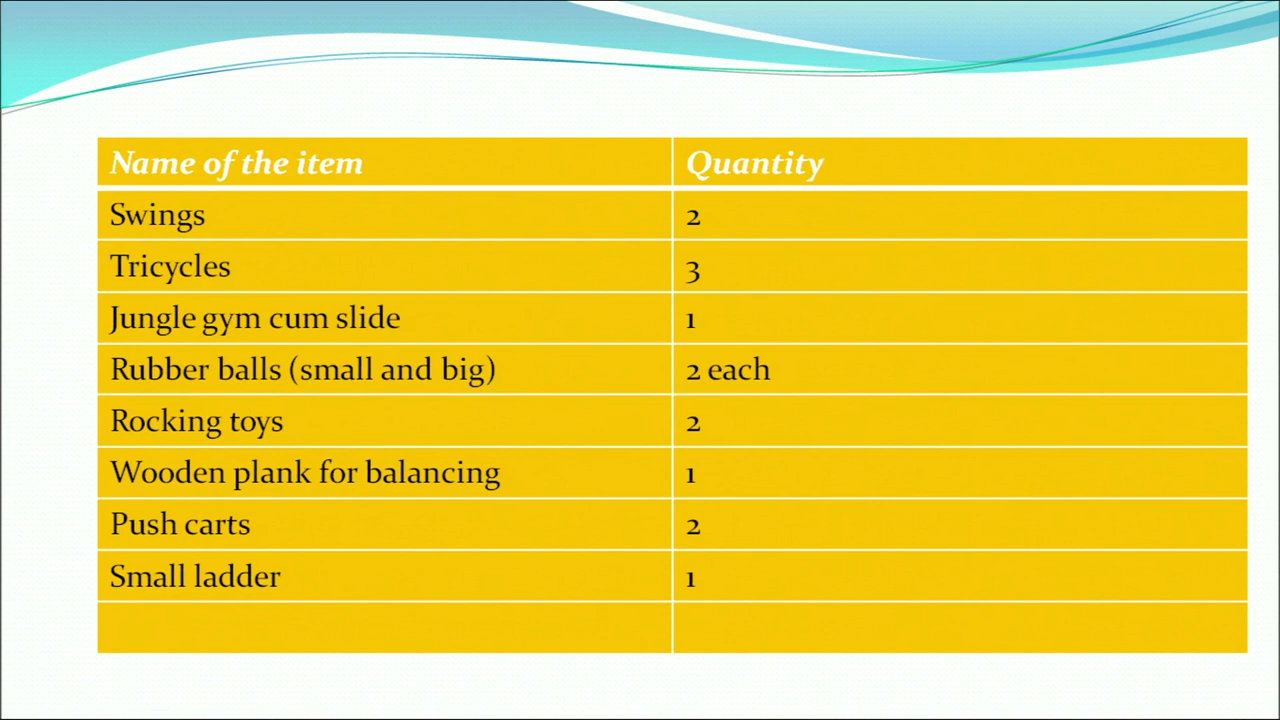 Name of the item Quantity
Swings 2
Tricycles 3
Jungle gym cum slide 1
Rubber balls (small and big) 2 each
Rocking toys 2
Wooden plank for balancing 1
Push carts 2
Small ladder 1